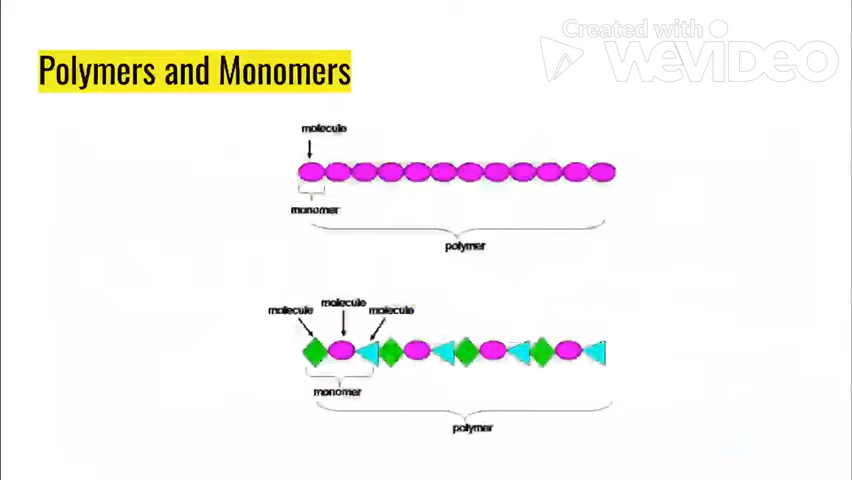 Created with
WEVIDEO
Polymers and Monomers
molecule
monomer
polymer
molecule molecule molecule
monomer
polymer